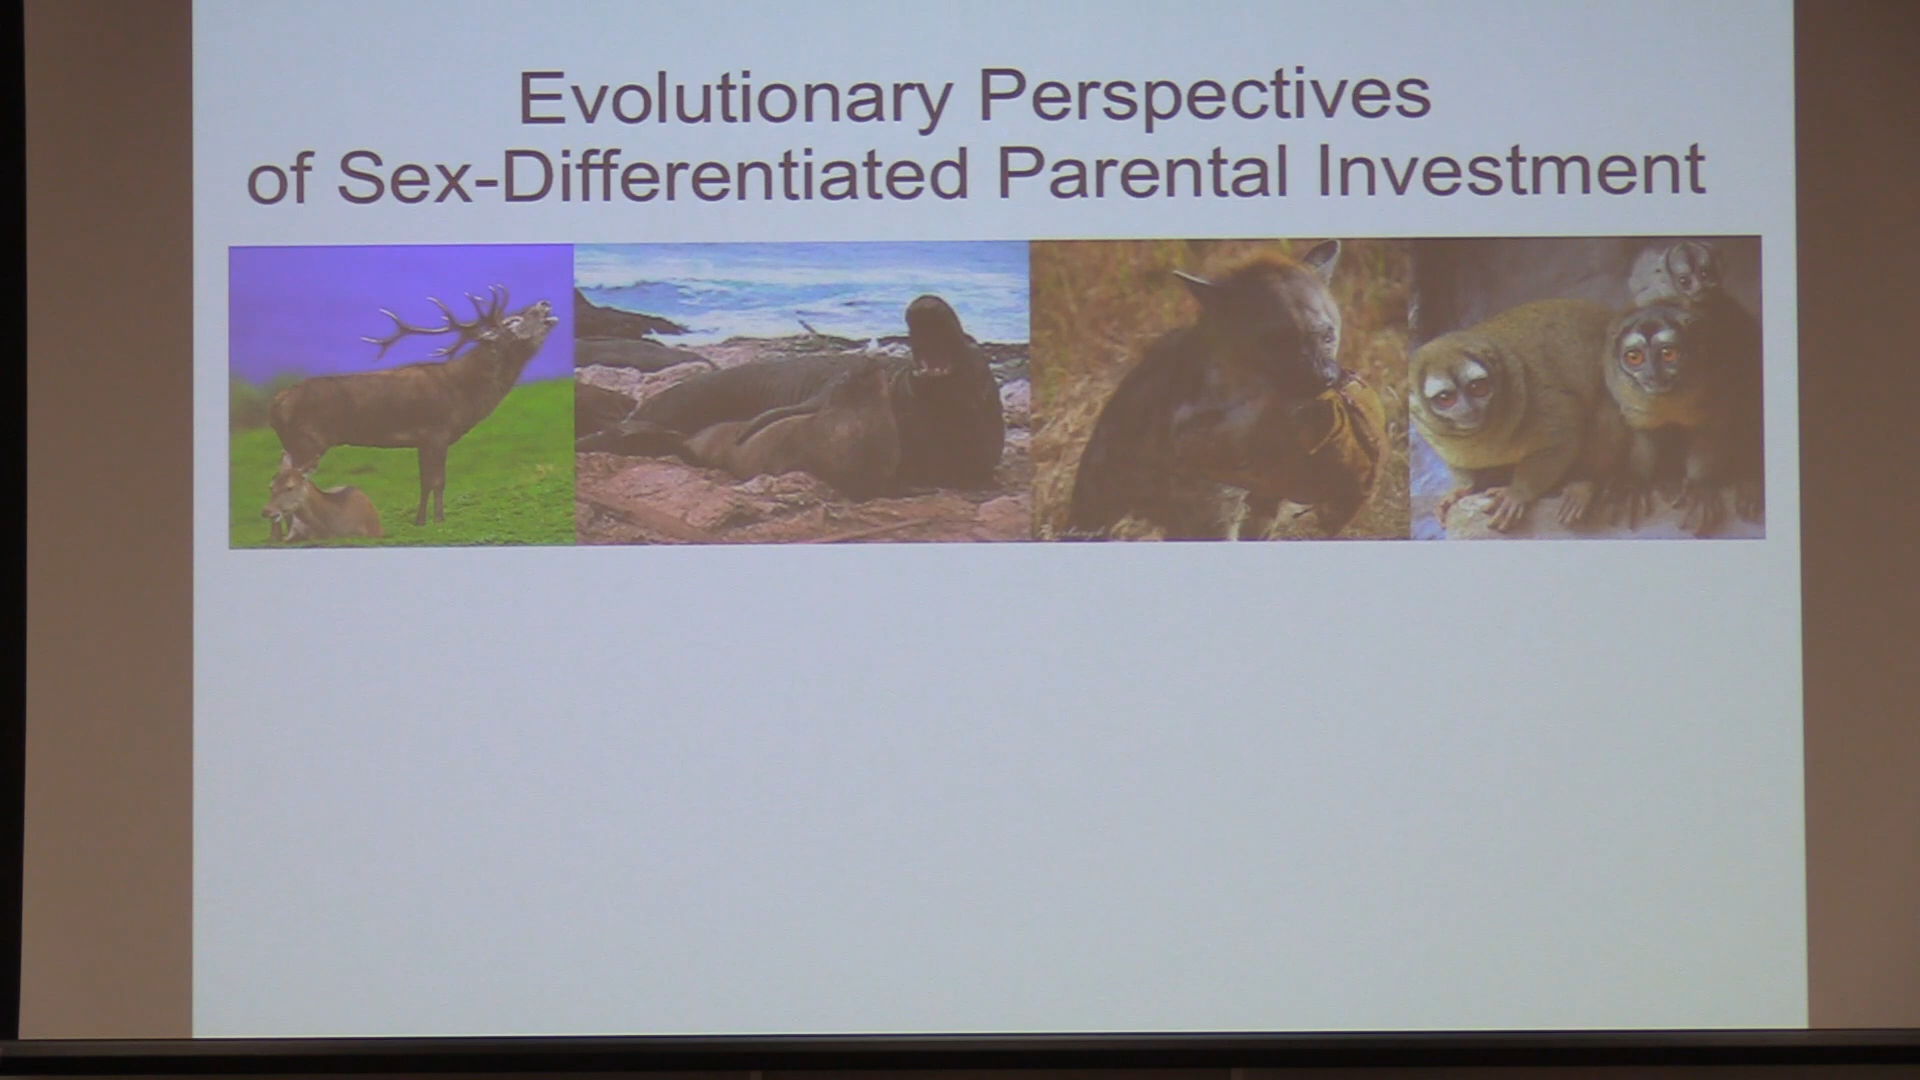 Evolutionary Perspectives
of Sex-Differentiated Parental Investment